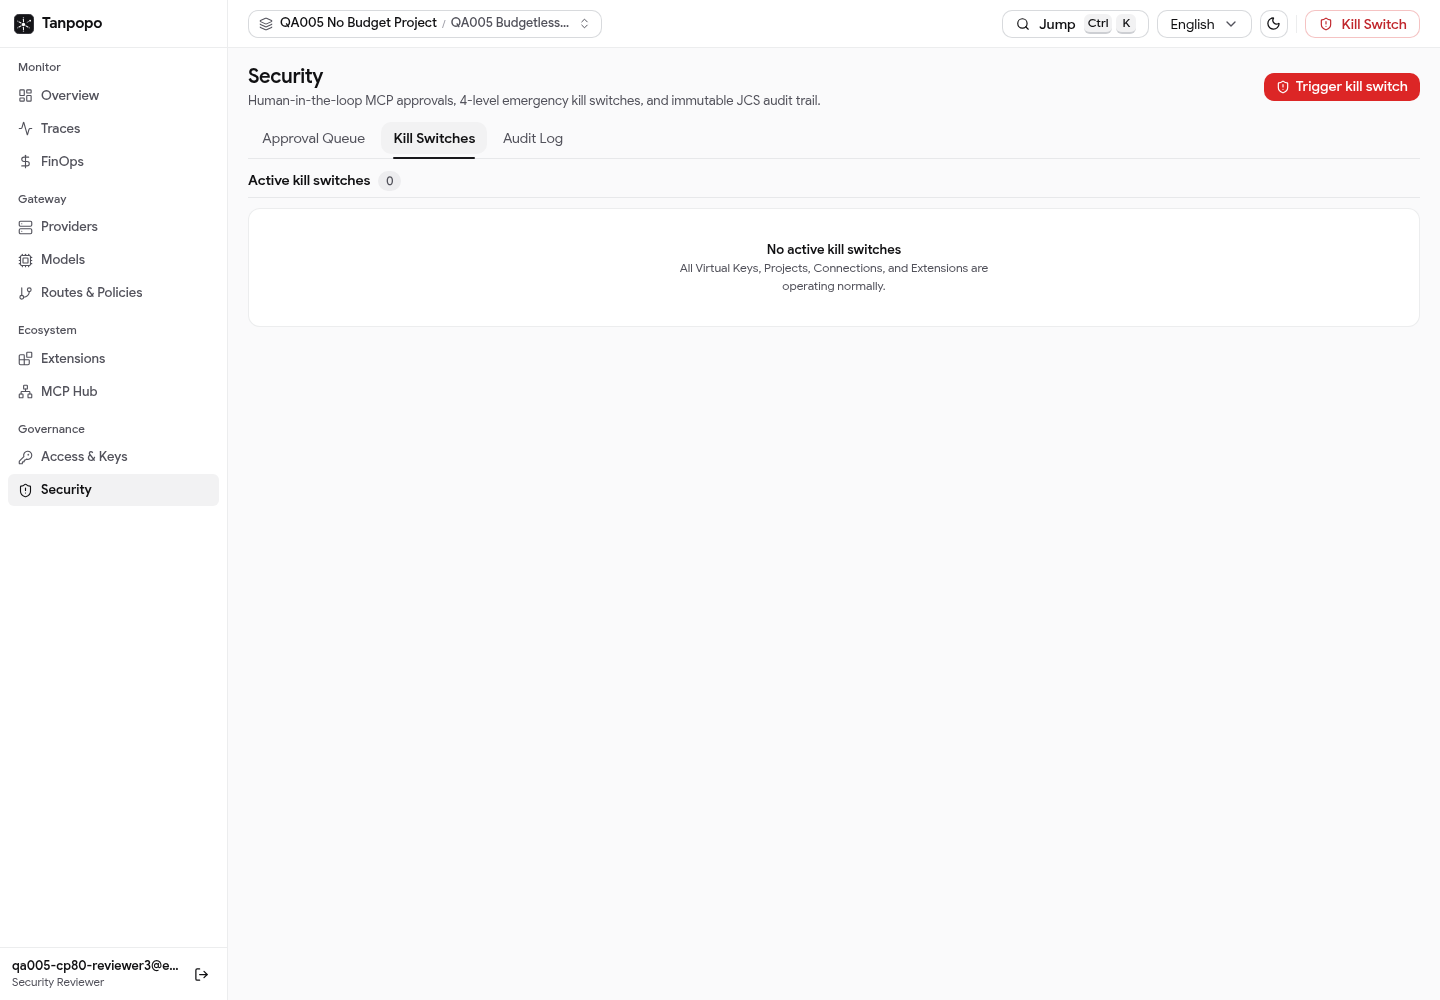 Tanpopo
QA005 No Budget Project / QA005 Budgetless...
Jump Ctrl K
English
Kill Switch
Monitor
Overview
Traces
FinOps
Gateway
Providers
Models
Routes & Policies
Ecosystem
Extensions
MCP Hub
Governance
Access & Keys
Security
qa005-cp80-reviewer3@e...
Security Reviewer
Security
Human-in-the-loop MCP approvals, 4-level emergency kill switches, and immutable JCS audit trail.
Trigger kill switch
Approval Queue
Kill Switches
Audit Log
Active kill switches 0
No active kill switches
All Virtual Keys, Projects, Connections, and Extensions are
operating normally.